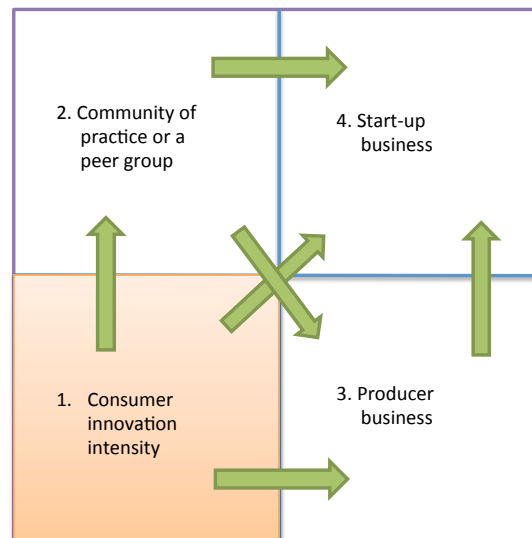 2. Community of
practice or a
peer group
4. Start-up
business
1. Consumer
innovation
intensity
3. Producer
business